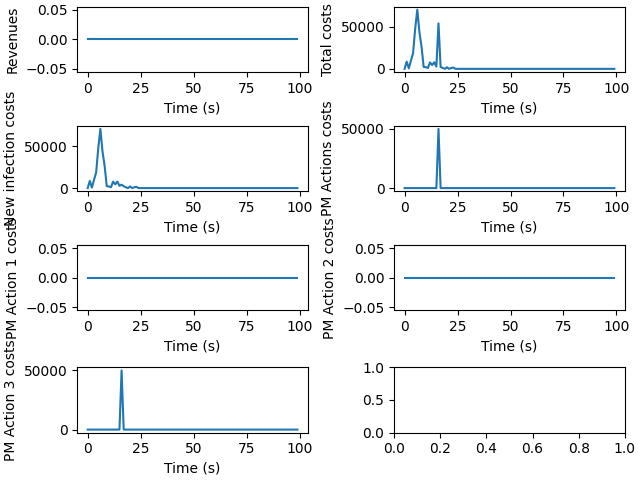 Revenues
0.05
0.00
−0.05
0 25 50 75 100
Time (s)
Total costs
50000
0
0 25 50 75 100
Time (s)
New infection costs
50000
0
0 25 50 75 100
Time (s)
PM Actions costs
50000
0
0 25 50 75 100
Time (s)
PM Action 1 costs
0.05
0.00
−0.05
0 25 50 75 100
Time (s)
PM Action 2 costs
0.05
0.00
−0.05
0 25 50 75 100
Time (s)
PM Action 3 costs
50000
0
0 25 50 75 100
Time (s)
1.0
0.5
0.0
0.0 0.2 0.4 0.6 0.8 1.0